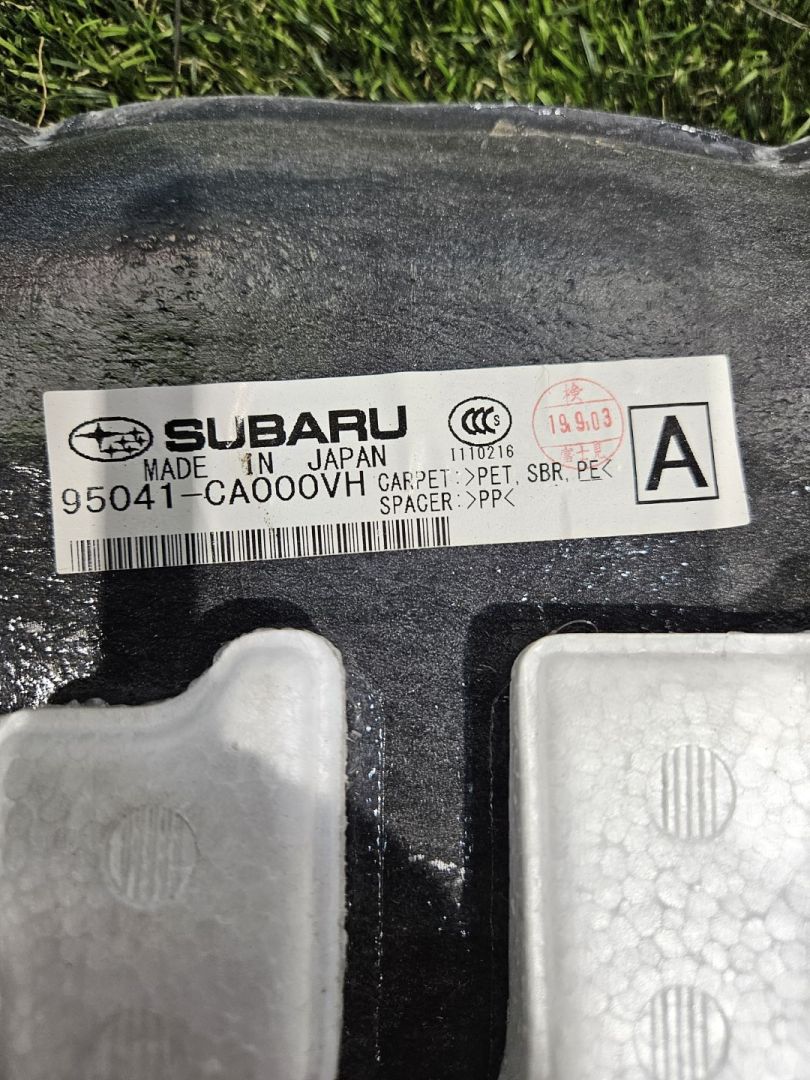 SUBARU
MADE IN JAPAN
95041-CA000VH
CCC S
1110216
CARPET:>PET, SBR, PE<
SPACER:>PP<
検
19.9.03
富士見
A